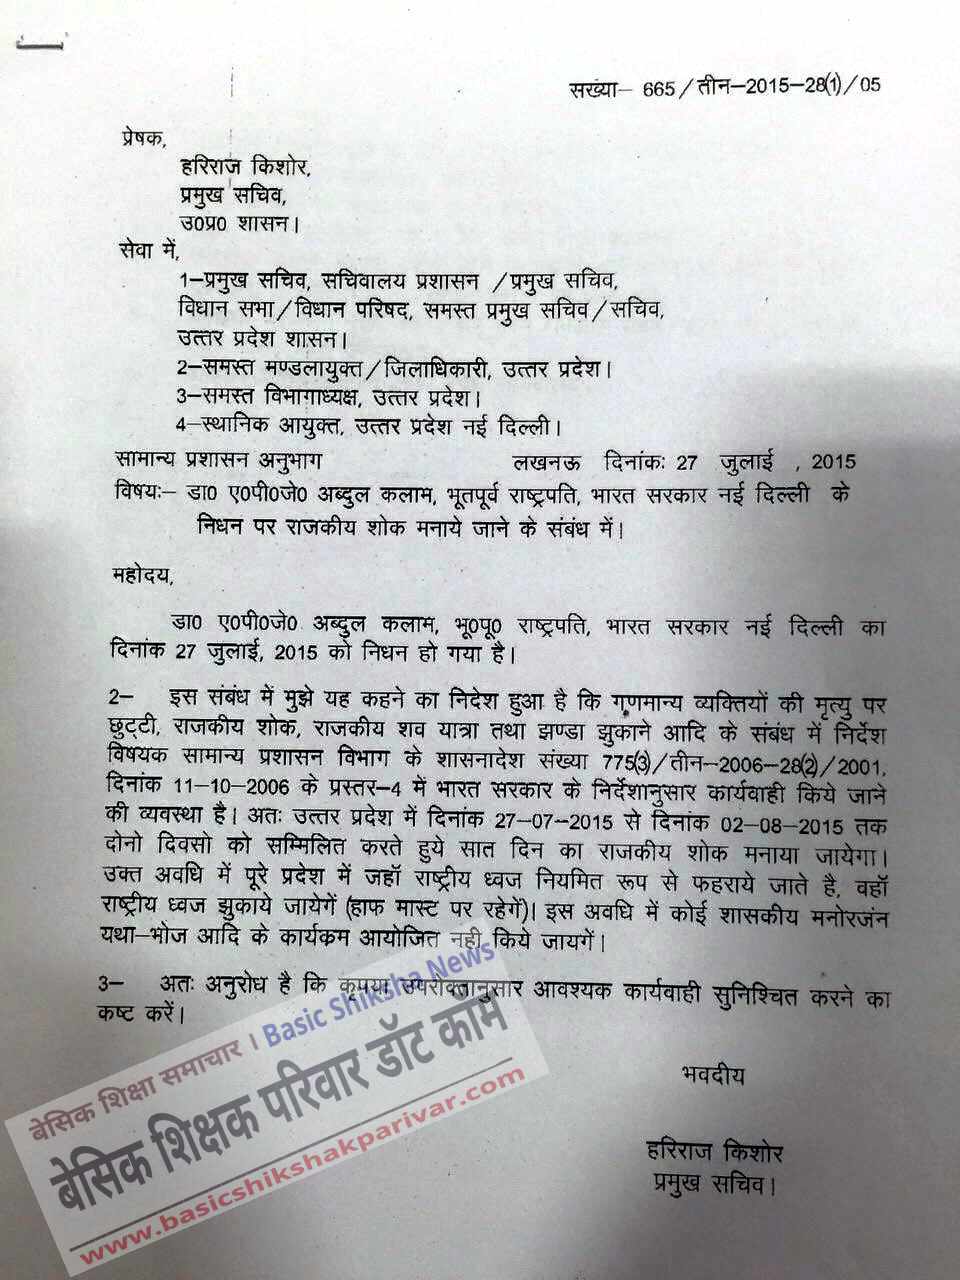 सख्या– 665/तीन–2015–28(1)/05
प्रेषक,
हरिराज किशोर,
प्रमुख सचिव,
उ0प्र0 शासन।
सेवा में,
1–प्रमुख सचिव, सचिवालय प्रशासन /प्रमुख सचिव,
विधान सभा/विधान परिषद, समस्त प्रमुख सचिव/सचिव,
उत्तर प्रदेश शासन।
2–समस्त मण्डलायुक्त/जिलाधिकारी, उत्तर प्रदेश।
3–समस्त विभागाध्यक्ष, उत्तर प्रदेश।
4–स्थानिक आयुक्त, उत्तर प्रदेश नई दिल्ली।
सामान्य प्रशासन अनुभाग लखनऊ दिनांकः 27 जुलाई , 2015
विषयः– डा0 ए0पी0जे0 अब्दुल कलाम, भूतपूर्व राष्ट्रपति, भारत सरकार नई दिल्ली के
निधन पर राजकीय शोक मनाये जाने के संबंध में।
महोदय,
डा0 ए0पी0जे0 अब्दुल कलाम, भू0पू0 राष्ट्रपति, भारत सरकार नई दिल्ली का
दिनांक 27 जुलाई, 2015 को निधन हो गया है।
2– इस संबंध में मुझे यह कहने का निदेश हुआ है कि गणमान्य व्यक्तियों की मृत्यु पर
छुट्टी, राजकीय शोक, राजकीय शव यात्रा तथा झण्डा झुकाने आदि के संबंध में निर्देश
विषयक सामान्य प्रशासन विभाग के शासनादेश संख्या 775(3)/तीन–2006–28(2)/2001,
दिनांक 11–10–2006 के प्रस्तर–4 में भारत सरकार के निर्देशानुसार कार्यवाही किये जाने
की व्यवस्था है। अतः उत्तर प्रदेश में दिनांक 27–07–2015 से दिनांक 02–08–2015 तक
दोनो दिवसो को सम्मिलित करते हुये सात दिन का राजकीय शोक मनाया जायेगा।
उक्त अवधि में पूरे प्रदेश में जहॉ राष्ट्रीय ध्वज नियमित रूप से फहराये जाते है, वहॉ
राष्ट्रीय ध्वज झुकाये जायेगें (हाफ मास्ट पर रहेगें)। इस अवधि में कोई शासकीय मनोरजंन
यथा–भोज आदि के कार्यकम आयोजित नही किये जायगें।
3– अतः अनुरोध है कि कृपया उपरोक्तानुसार आवश्यक कार्यवाही सुनिश्चित करने का
कष्ट करें।
भवदीय
हरिराज किशोर
प्रमुख सचिव।
बेसिक शिक्षा समाचार । Basic Shiksha News
बेसिक शिक्षक परिवार डॉट कॉम
www.basicshikshakparivar.com